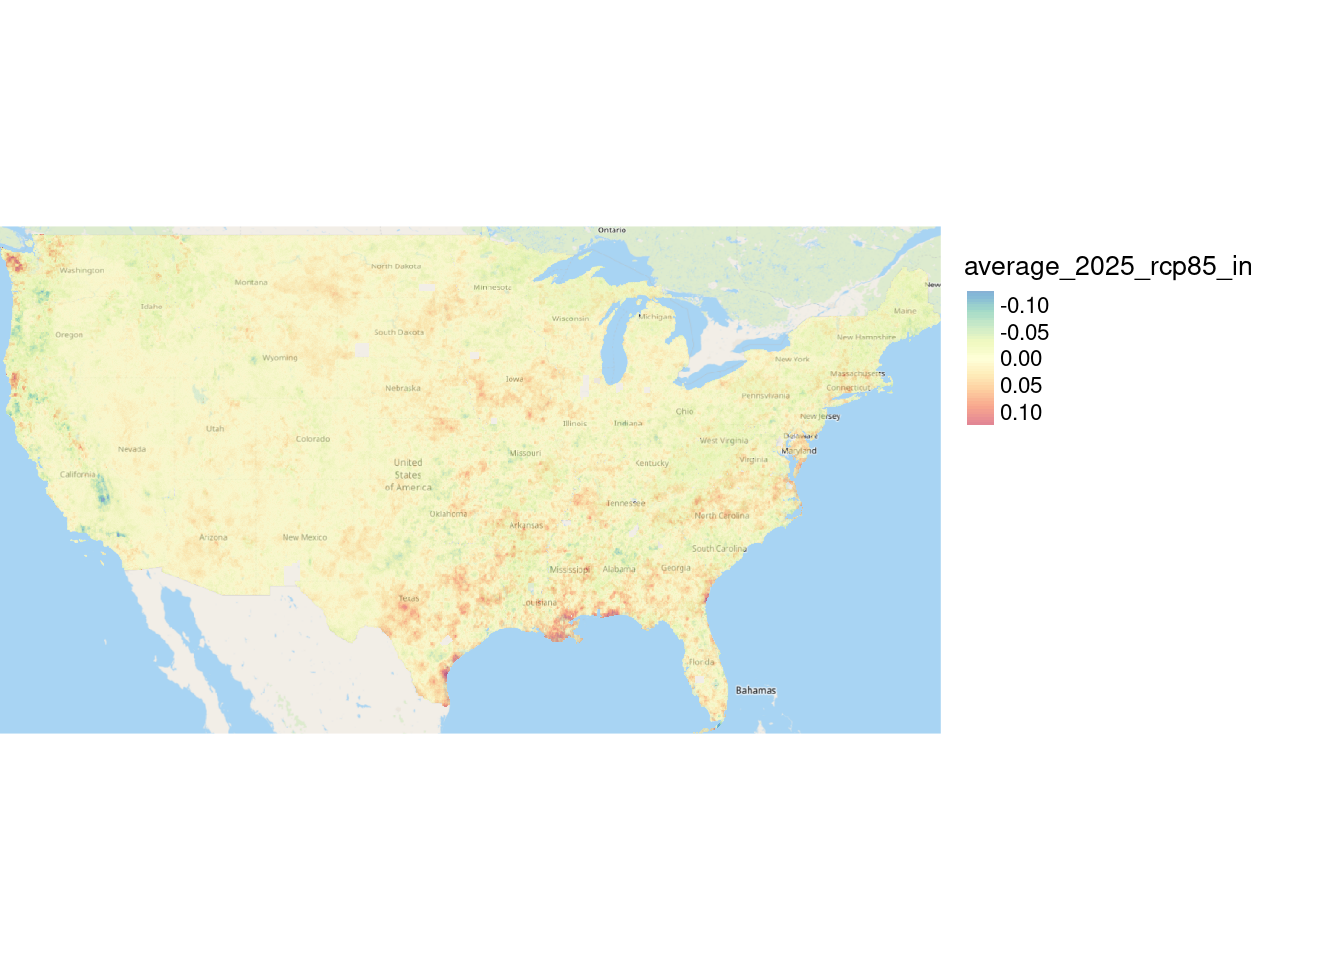 Ontario
average_2025_rcp85_in
Washington
North Dakota
Montana
Minnesota
New
-0.10
Idaho
Maine
Wisconsin
Michigan
-0.05
Oregon
South Dakota
New Hampshire
Wyoming
New York
0.00
Iowa
Massachusetts
Nebraska
Connecticut
0.05
Pennsylvania
Ohio
0.10
Illinois
Indiana
New Jersey
Utah
Colorado
West Virginia
Delaware
Nevada
Missouri
Maryland
United
States
of America
Kentucky
Virginia
California
Tennessee
Oklahoma
North Carolina
Arkansas
Arizona
New Mexico
South Carolina
Mississippi
Alabama
Georgia
Texas
Louisiana
Florida
Bahamas